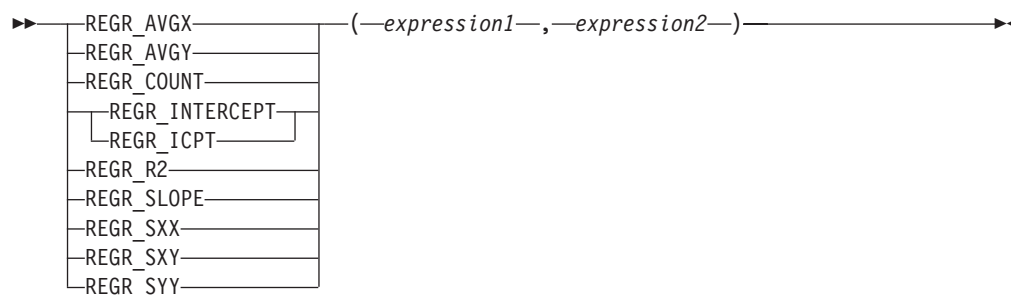 REGR_AVGX ( expression1 , expression2 )
REGR_AVGY
REGR_COUNT
REGR_INTERCEPT
REGR_ICPT
REGR_R2
REGR_SLOPE
REGR_SXX
REGR_SXY
REGR_SYY